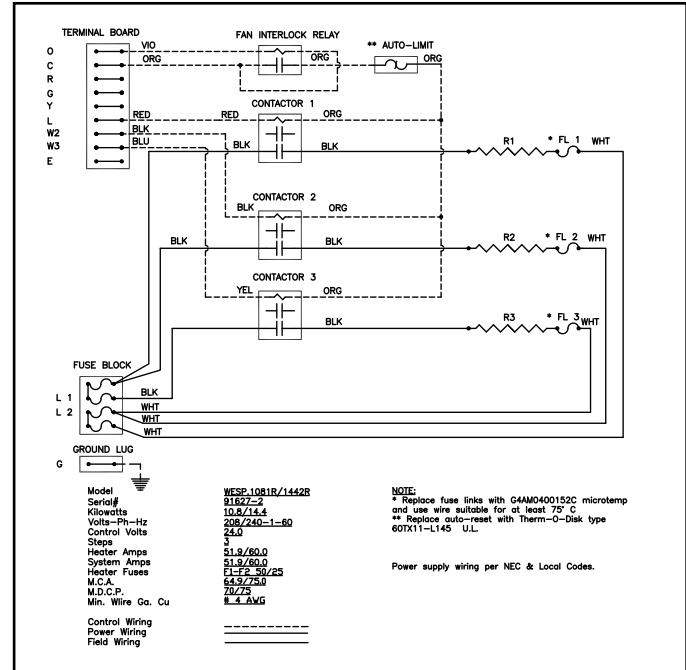 TERMINAL BOARD
FAN INTERLOCK RELAY
** AUTO-LIMIT
O
VIO
C
ORG
ORG
ORG
R
G
Y
CONTACTOR 1
L
RED
RED
ORG
W2
BLK
W3
BLU
BLK
BLK
R1
* FL 1
WHT
E
CONTACTOR 2
BLK
ORG
BLK
BLK
R2
* FL 2
WHT
CONTACTOR 3
YEL
ORG
BLK
R3
* FL 3
WHT
FUSE BLOCK
L 1
BLK
L 2
WHT
WHT
WHT
GROUND LUG
G
Model WESP.1081R/1442R
Serial# 91627-2
Kilowatts 10.8/14.4
Volts-Ph-Hz 208/240-1-60
Control Volts 24.0
Steps 3
Heater Amps 51.9/60.0
System Amps 51.9/60.0
Heater Fuses F1-F2 50/25
M.C.A. 64.9/75.0
M.D.C.P. 70/75
Min. Wiire Ga. Cu # 4 AWG
Control Wiring
Power Wiring
Field Wiring
NOTE:
* Replace fuse links with G4AM0400152C microtemp
and use wire suitable for at least 75° C
** Replace auto-reset with Therm-O-Disk type
60TX11-L145 U.L.
Power supply wiring per NEC & Local Codes.